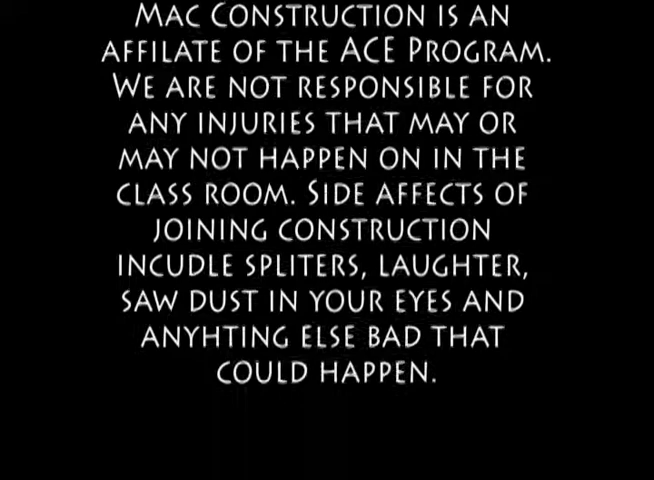 Mac Construction is an
affilate of the ACE Program.
We are not responsible for
any injuries that may or
may not happen on in the
class room. Side affects of
joining construction
incudle spliters, laughter,
saw dust in your eyes and
anyhting else bad that
could happen.